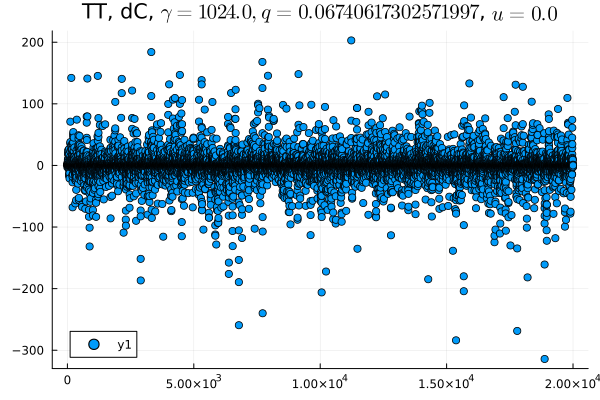 TT, dC, γ = 1024.0, q = 0.06740617302571997, u = 0.0
200
100
0
−100
−200
−300
y1
0 5.00×10³ 1.00×10⁴ 1.50×10⁴ 2.00×10⁴